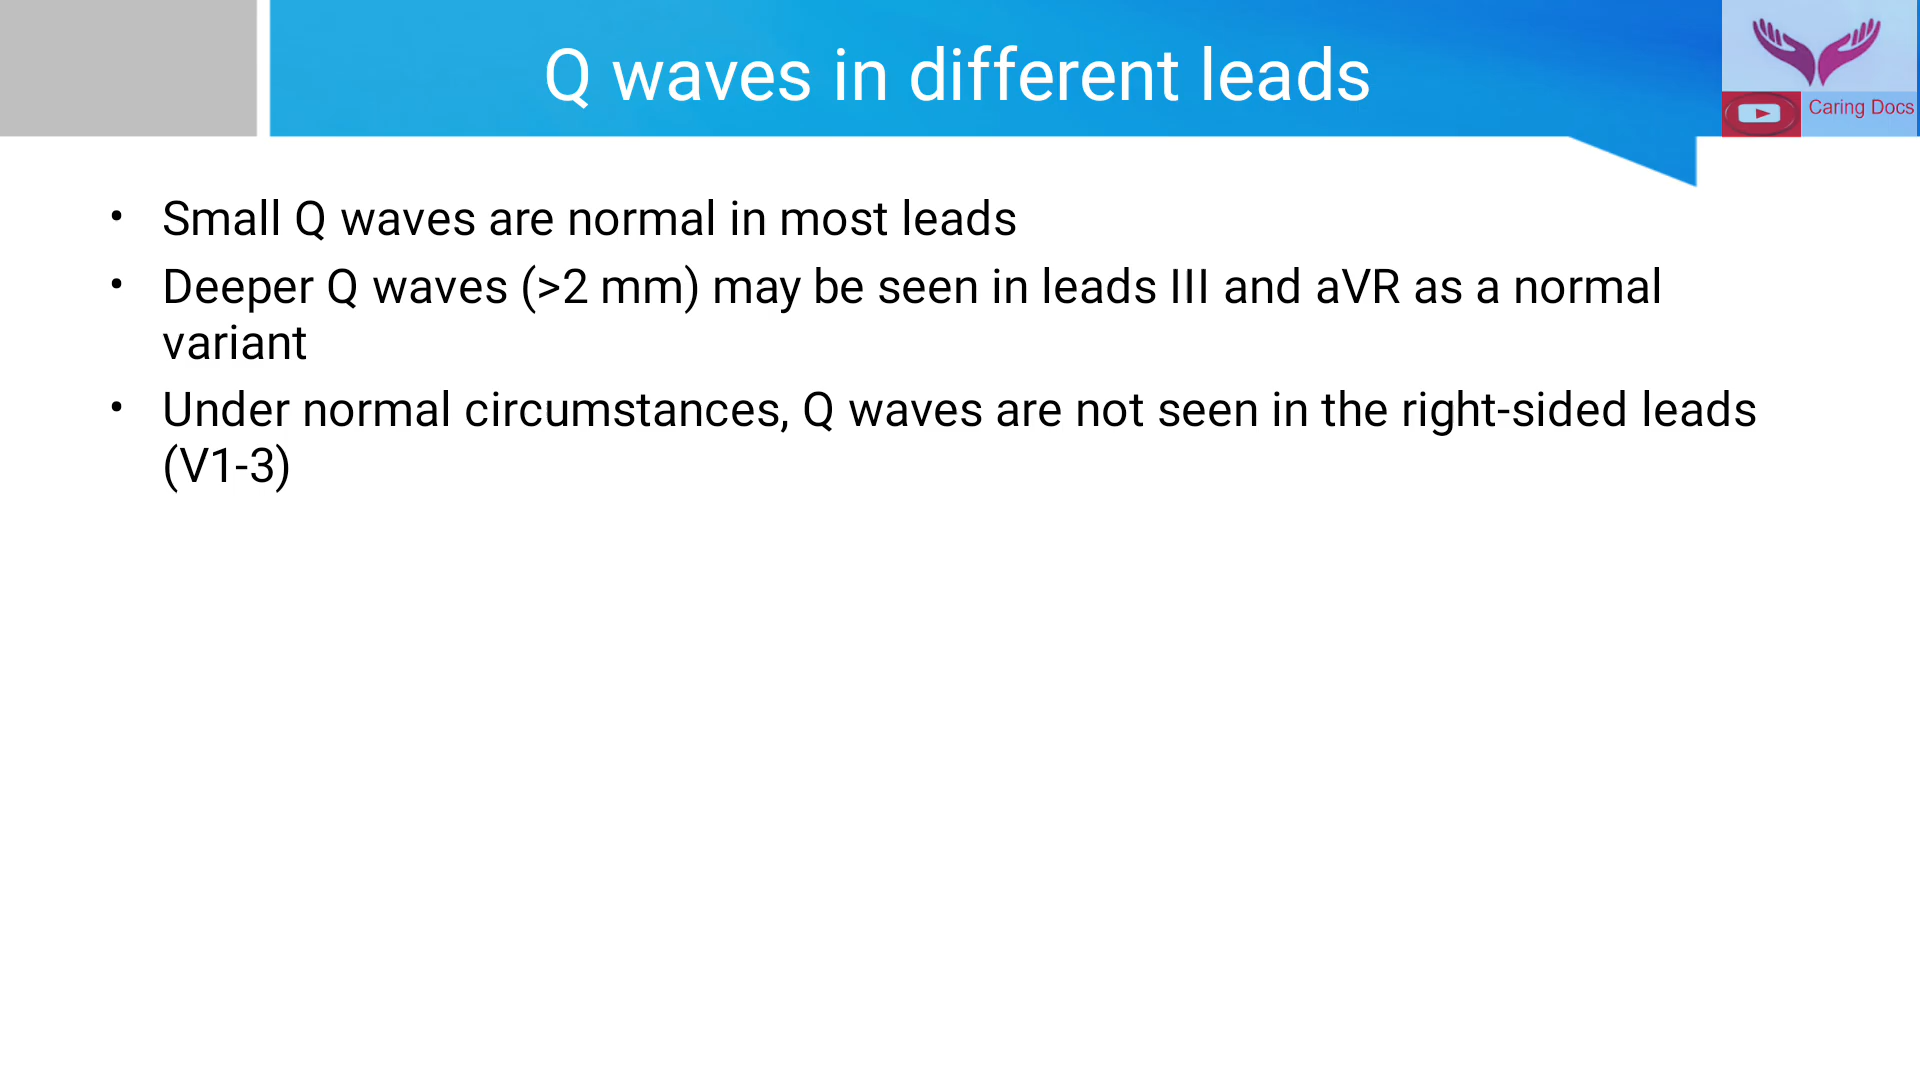 Q waves in different leads
Caring Docs
• Small Q waves are normal in most leads
• Deeper Q waves (>2 mm) may be seen in leads III and aVR as a normal
variant
• Under normal circumstances, Q waves are not seen in the right-sided leads
(V1-3)